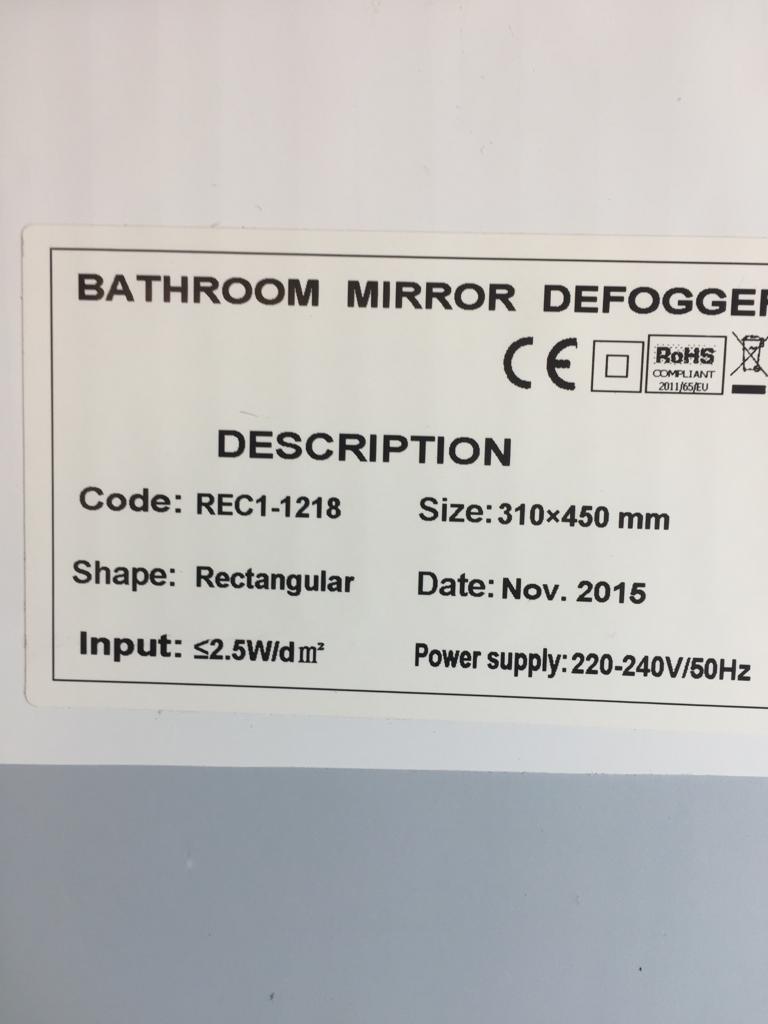 BATHROOM MIRROR DEFOGGER
CE RoHS
COMPLIANT
2011/65/EU
DESCRIPTION
Code: REC1-1218 Size: 310×450 mm
Shape: Rectangular Date: Nov. 2015
Input: ≤2.5W/dm² Power supply: 220-240V/50Hz